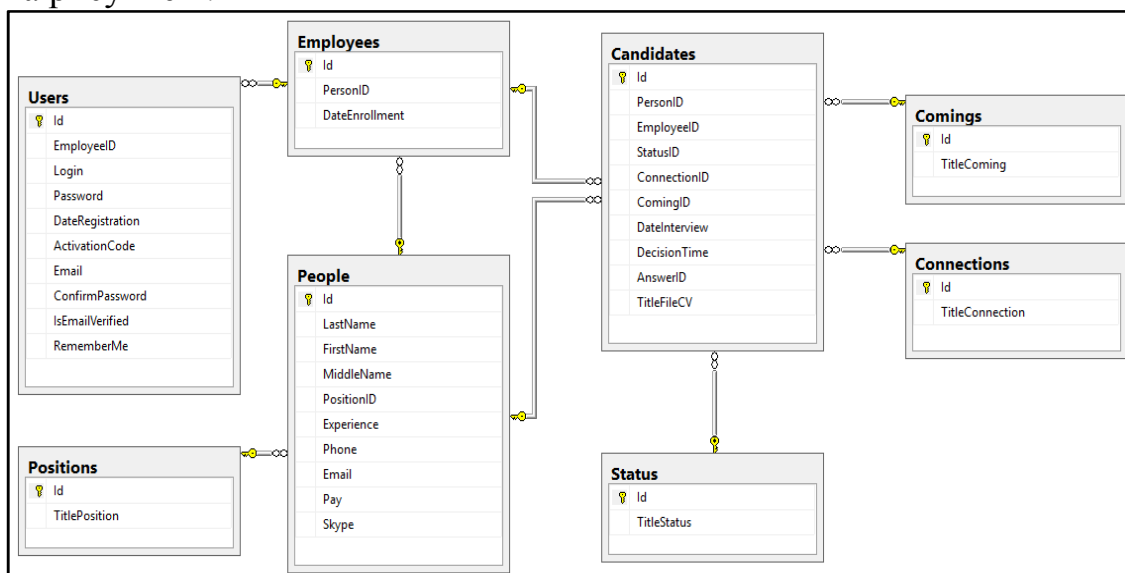 Employees
Id
PersonID
DateEnrollment
Candidates
Id
PersonID
EmployeeID
StatusID
ConnectionID
ComingID
DateInterview
DecisionTime
AnswerID
TitleFileCV
Users
Id
EmployeeID
Login
Password
DateRegistration
ActivationCode
Email
ConfirmPassword
IsEmailVerified
RememberMe
Comings
Id
TitleComing
Connections
Id
TitleConnection
People
Id
LastName
FirstName
MiddleName
PositionID
Experience
Phone
Email
Pay
Skype
Positions
Id
TitlePosition
Status
Id
TitleStatus